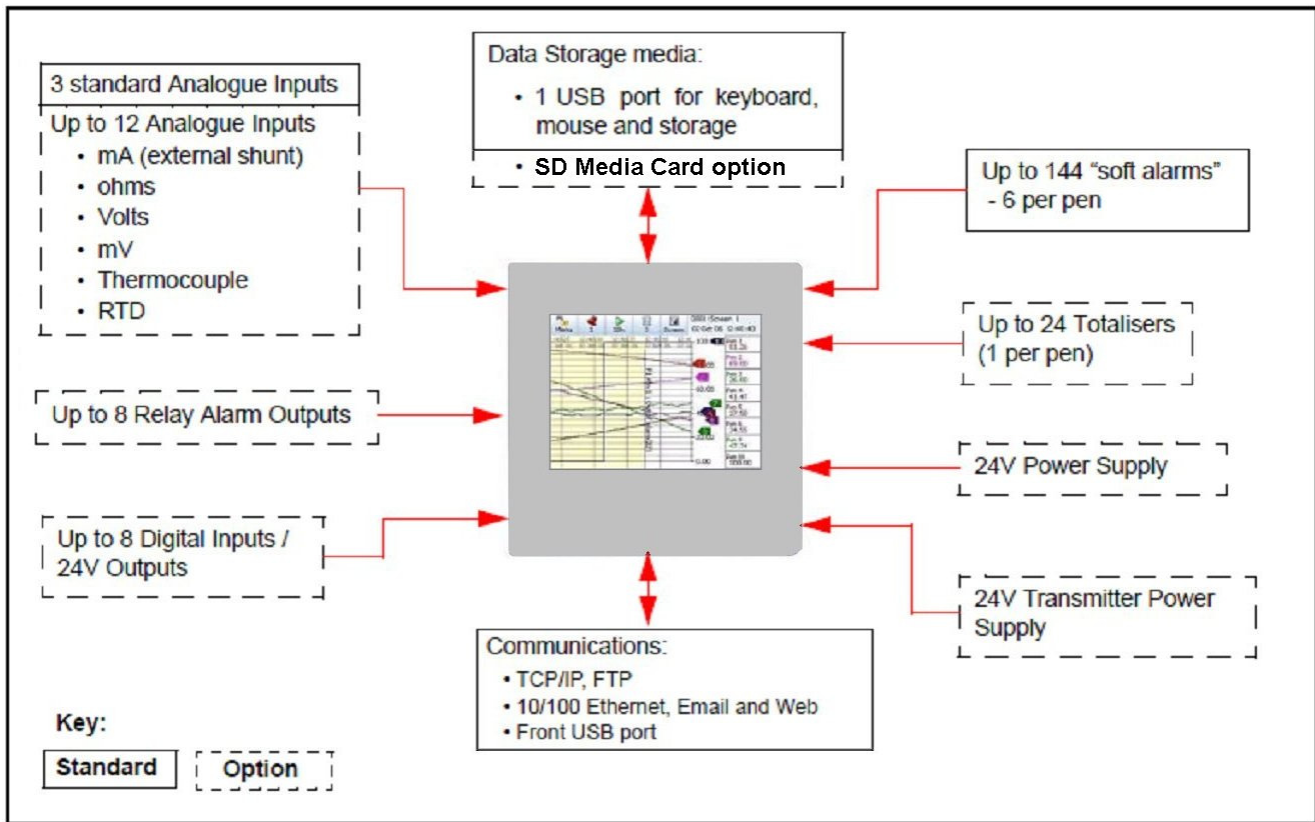 3 standard Analogue Inputs
Up to 12 Analogue Inputs
• mA (external shunt)
• ohms
• Volts
• mV
• Thermocouple
• RTD
Up to 8 Relay Alarm Outputs
Up to 8 Digital Inputs /
24V Outputs
Data Storage media:
• 1 USB port for keyboard,
mouse and storage
• SD Media Card option
Up to 144 “soft alarms”
- 6 per pen
Up to 24 Totalisers
(1 per pen)
24V Power Supply
24V Transmitter Power
Supply
Communications:
• TCP/IP, FTP
• 10/100 Ethernet, Email and Web
• Front USB port
Key:
Standard
Option